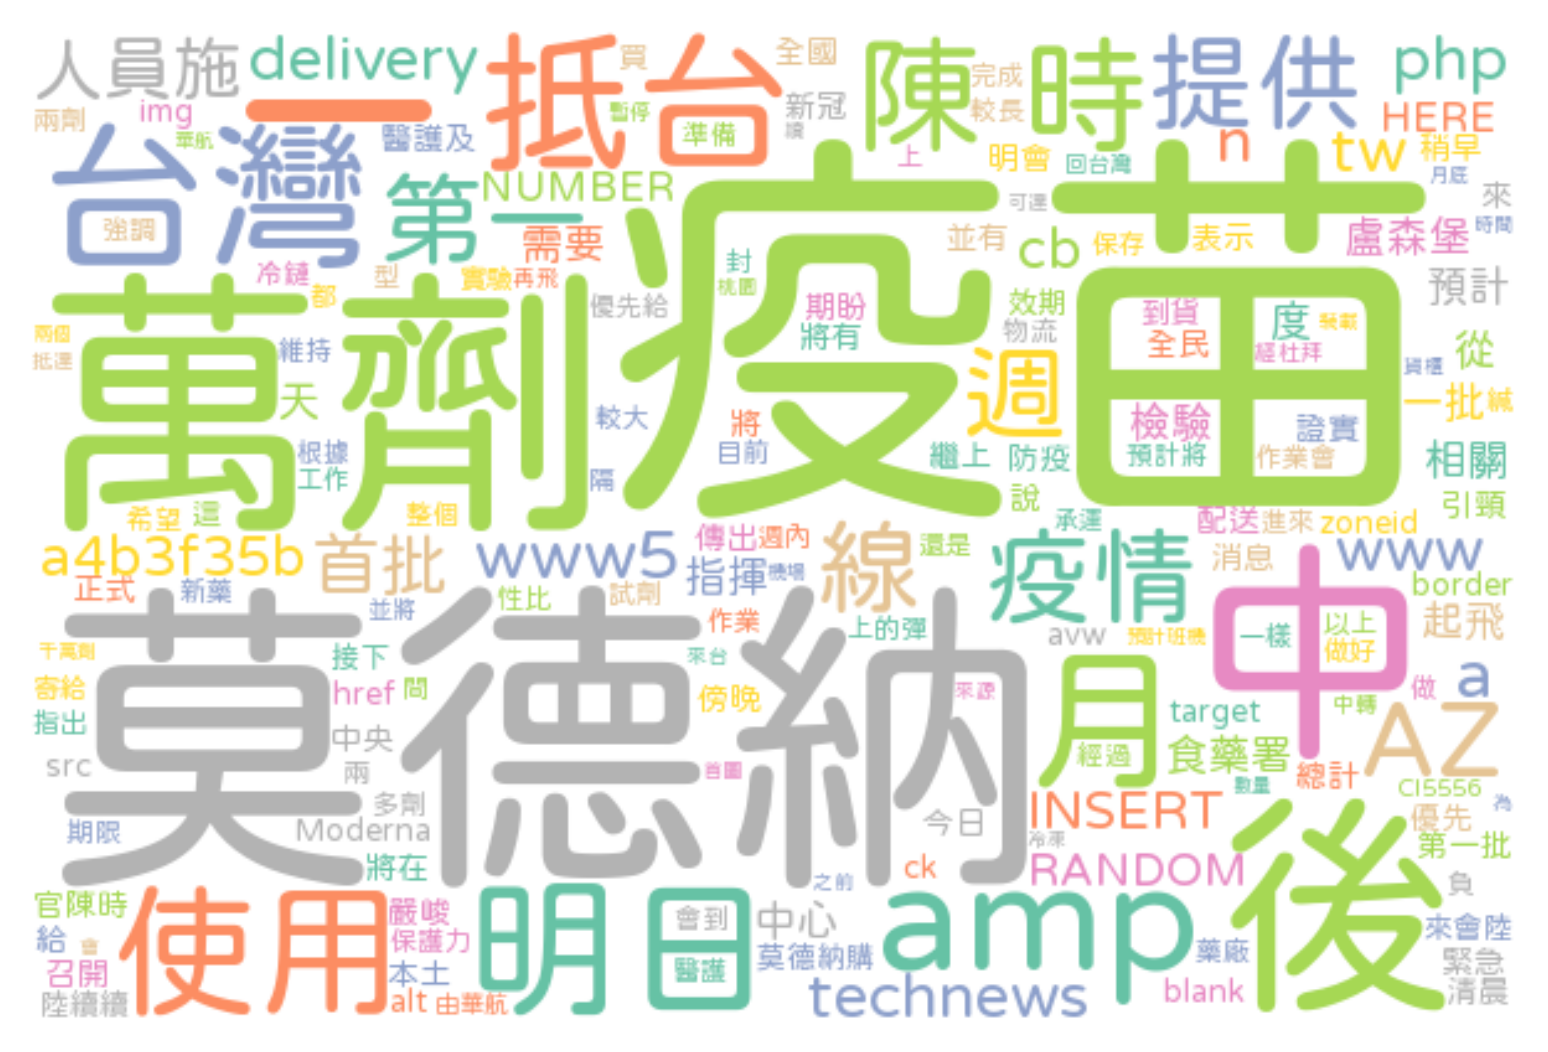 人員施
delivery
一
抵台
買
全國
陳時
完成
較長
提供
php
HERE
兩劑
img
華航
醫護及
暫停
準備
新冠
台灣
強調
第一
NUMBER
需要
上
明會
回台灣
n
tw
稍早
月底
來
時間
可達
並有
cb
保存
表示
盧森堡
預計
冷鏈
都
型
實驗
再飛
優先給
封
桃園
疫苗
期盼
將有
效期
物流
到貨
全民
度
裝載
經杜拜
從
貨櫃
一批
緘
兩個
抵達
萬劑
維持
天
根據
工作
較大
隔
將
目前
週
繼上
防疫
說
檢驗
預計將
證實
作業會
相關
引頸
希望
這
整個
a4b3f35b
首批
www5
傳出
週內
指揮
機場
線
還是
承運
疫情
配送
進來
zoneid
消息
www
border
正式
新藥
並將
性比
試劑
作業
來台
上的彈
avw
預計班機
中
一樣
以上
做好
起飛
千萬劑
寄給
指出
接下
href
間
莫德納
傍晚
來源
月
經過
target
食藥署
中轉
做
a
AZ
src
中央
兩
多劑
Moderna
首圖
今日
冷凍
INSERT
數量
總計
CI5556
為
優先
第一批
期限
將在
之前
ck
RANDOM
後
負
官陳時
給
會
召開
陸續續
使用
嚴峻
保護力
本土
alt
由華航
明日
會到
醫護
中心
莫德納購
amp
technews
藥廠
blank
來會陸
緊急
清晨